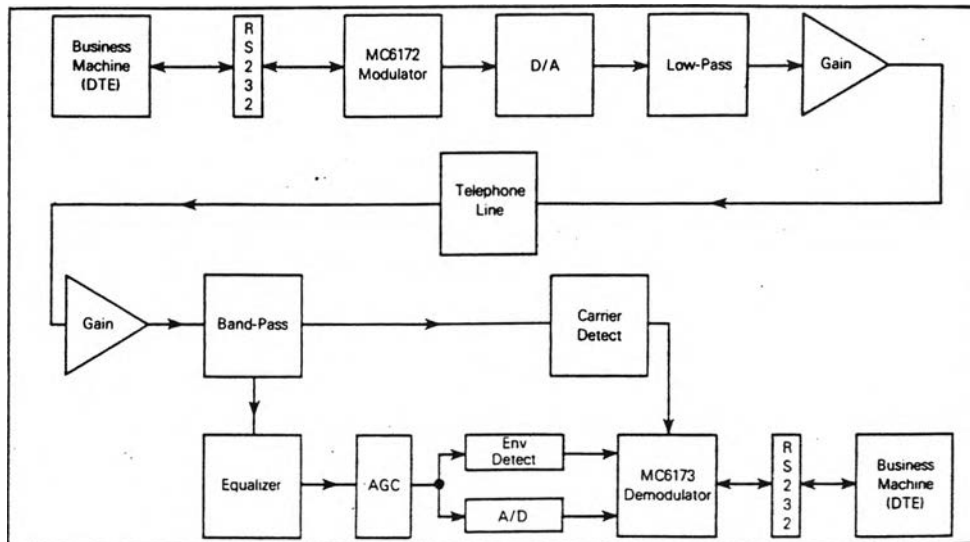 Business
Machine
(DTE)
R
S
2
3
2
MC6172
Modulator
D/A
Low-Pass
Gain
Telephone
Line
Gain
Band-Pass
Carrier
Detect
Equalizer
AGC
Env
Detect
A/D
MC6173
Demodulator
R
S
2
3
2
Business
Machine
(DTE)